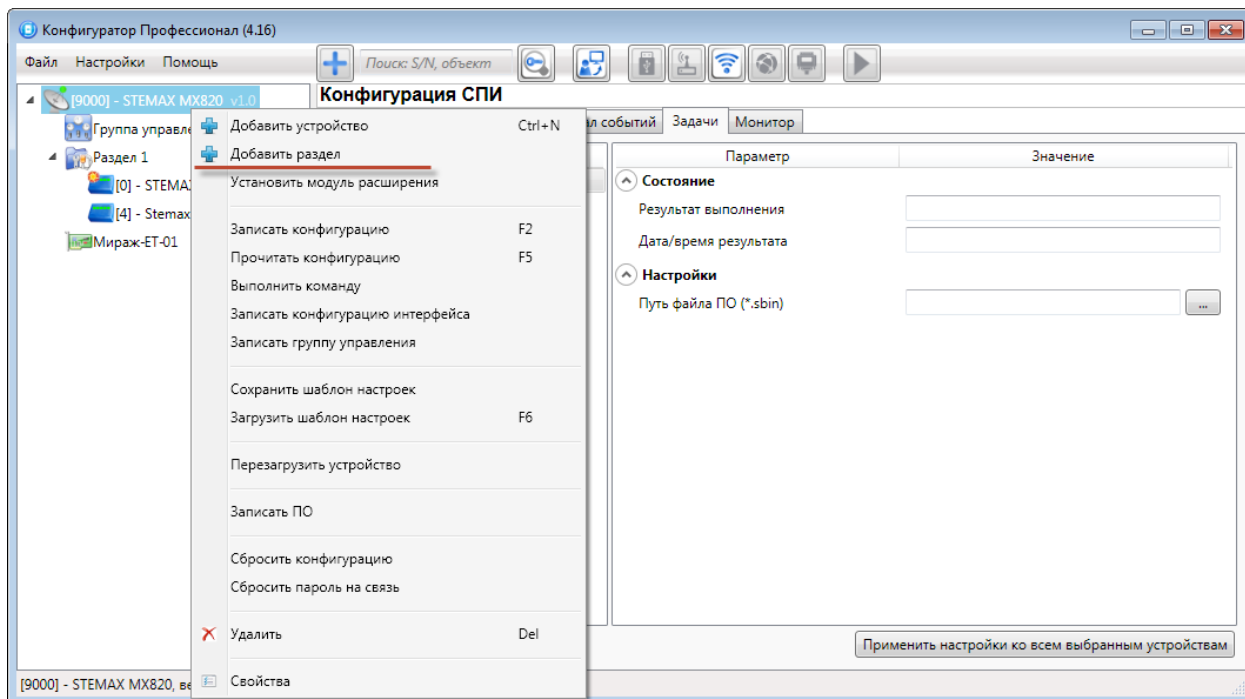 Конфигуратор Профессионал (4.16)
Файл Настройки Помощь
Поиск: S/N, объект
[9000] - STEMAX MX820 v1.0
Группа управле
Раздел 1
[0] - STEMA
[4] - Stemax
Мираж-ET-01
Конфигурация СПИ
л событий Задачи Монитор
Добавить устройство Ctrl+N
Добавить раздел
Установить модуль расширения
Записать конфигурацию F2
Прочитать конфигурацию F5
Выполнить команду
Записать конфигурацию интерфейса
Записать группу управления
Сохранить шаблон настроек
Загрузить шаблон настроек F6
Перезагрузить устройство
Записать ПО
Сбросить конфигурацию
Сбросить пароль на связь
Удалить Del
Свойства
Параметр Значение
Состояние
Результат выполнения
Дата/время результата
Настройки
Путь файла ПО (*.sbin) ...
Применить настройки ко всем выбранным устройствам
[9000] - STEMAX MX820, ве